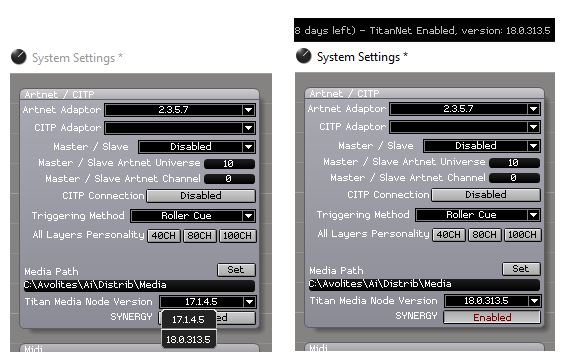 8 days left) - TitanNet Enabled, version: 18.0.313.5
System Settings *
Artnet / CITP
Artnet Adaptor 2.3.5.7
CITP Adaptor
Master / Slave Disabled
Master / Slave Artnet Universe 10
Master / Slave Artnet Channel 0
CITP Connection Disabled
Triggering Method Roller Cue
All Layers Personality 40CH 80CH 100CH
Media Path Set
C:\Avolites\Ai\Distrib\Media
Titan Media Node Version 17.1.4.5
SYNERGY
17.1.4.5
18.0.313.5
Midi
System Settings *
Artnet / CITP
Artnet Adaptor 2.3.5.7
CITP Adaptor
Master / Slave Disabled
Master / Slave Artnet Universe 10
Master / Slave Artnet Channel 0
CITP Connection Disabled
Triggering Method Roller Cue
All Layers Personality 40CH 80CH 100CH
Media Path Set
C:\Avolites\Ai\Distrib\Media
Titan Media Node Version 18.0.313.5
SYNERGY Enabled
Midi